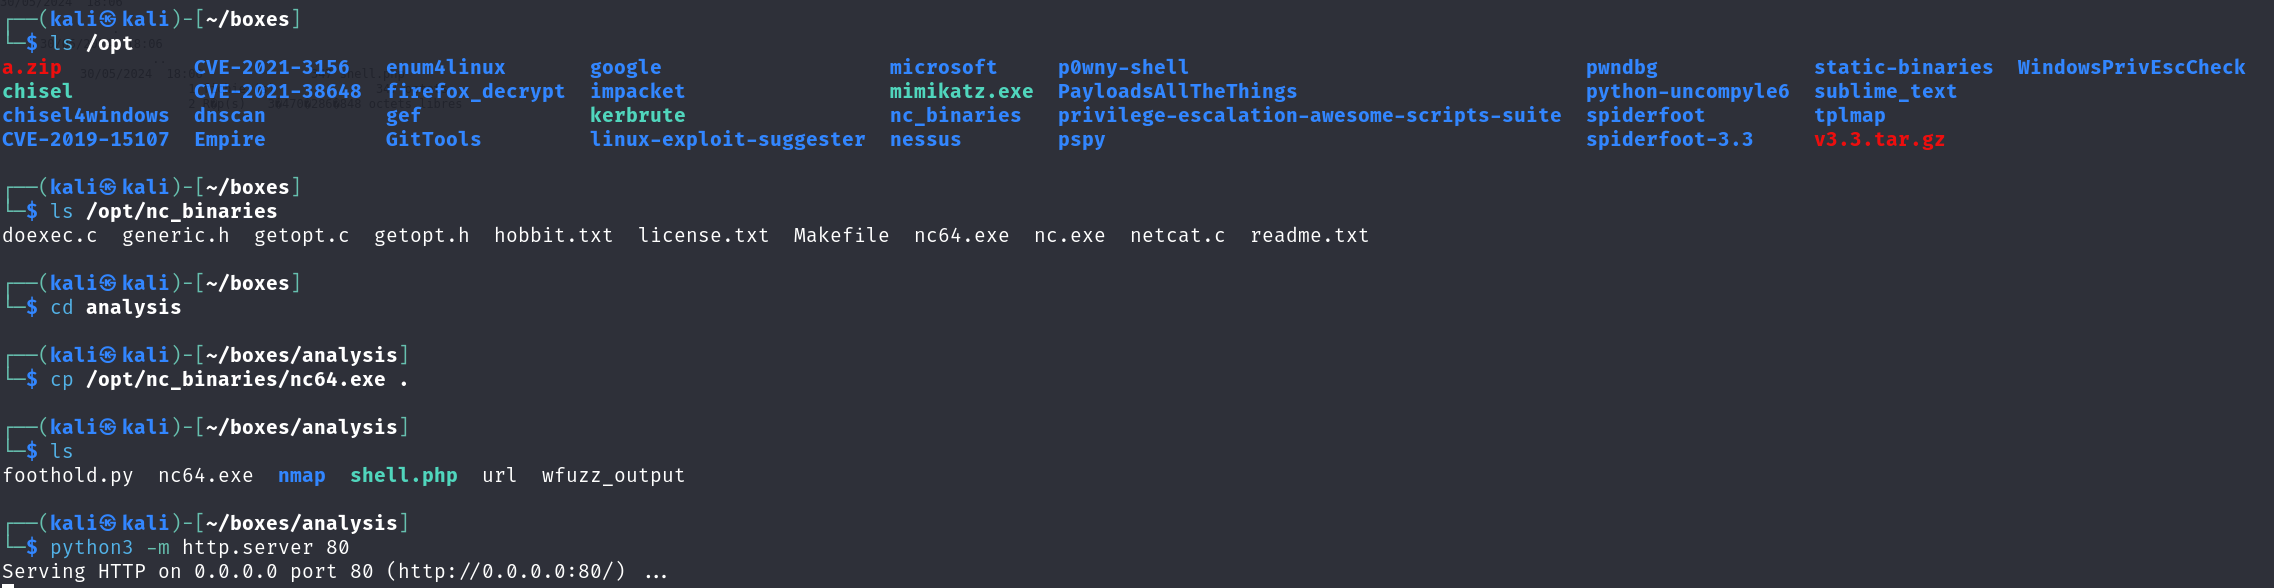 ┌──(kali㉿kali)-[~/boxes]
└─$ ls /opt
a.zip CVE-2021-3156 enum4linux google microsoft p0wny-shell pwndbg static-binaries WindowsPrivEscCheck
chisel CVE-2021-38648 firefox_decrypt impacket mimikatz.exe PayloadsAllTheThings python-uncompyle6 sublime_text
chisel4windows dnscan gef kerbrute nc_binaries privilege-escalation-awesome-scripts-suite spiderfoot tplmap
CVE-2019-15107 Empire GitTools linux-exploit-suggester nessus pspy spiderfoot-3.3 v3.3.tar.gz
┌──(kali㉿kali)-[~/boxes]
└─$ ls /opt/nc_binaries
doexec.c generic.h getopt.c getopt.h hobbit.txt license.txt Makefile nc64.exe nc.exe netcat.c readme.txt
┌──(kali㉿kali)-[~/boxes]
└─$ cd analysis
┌──(kali㉿kali)-[~/boxes/analysis]
└─$ cp /opt/nc_binaries/nc64.exe .
┌──(kali㉿kali)-[~/boxes/analysis]
└─$ ls
foothold.py nc64.exe nmap shell.php url wfuzz_output
┌──(kali㉿kali)-[~/boxes/analysis]
└─$ python3 -m http.server 80
Serving HTTP on 0.0.0.0 port 80 (http://0.0.0.0:80/) ...